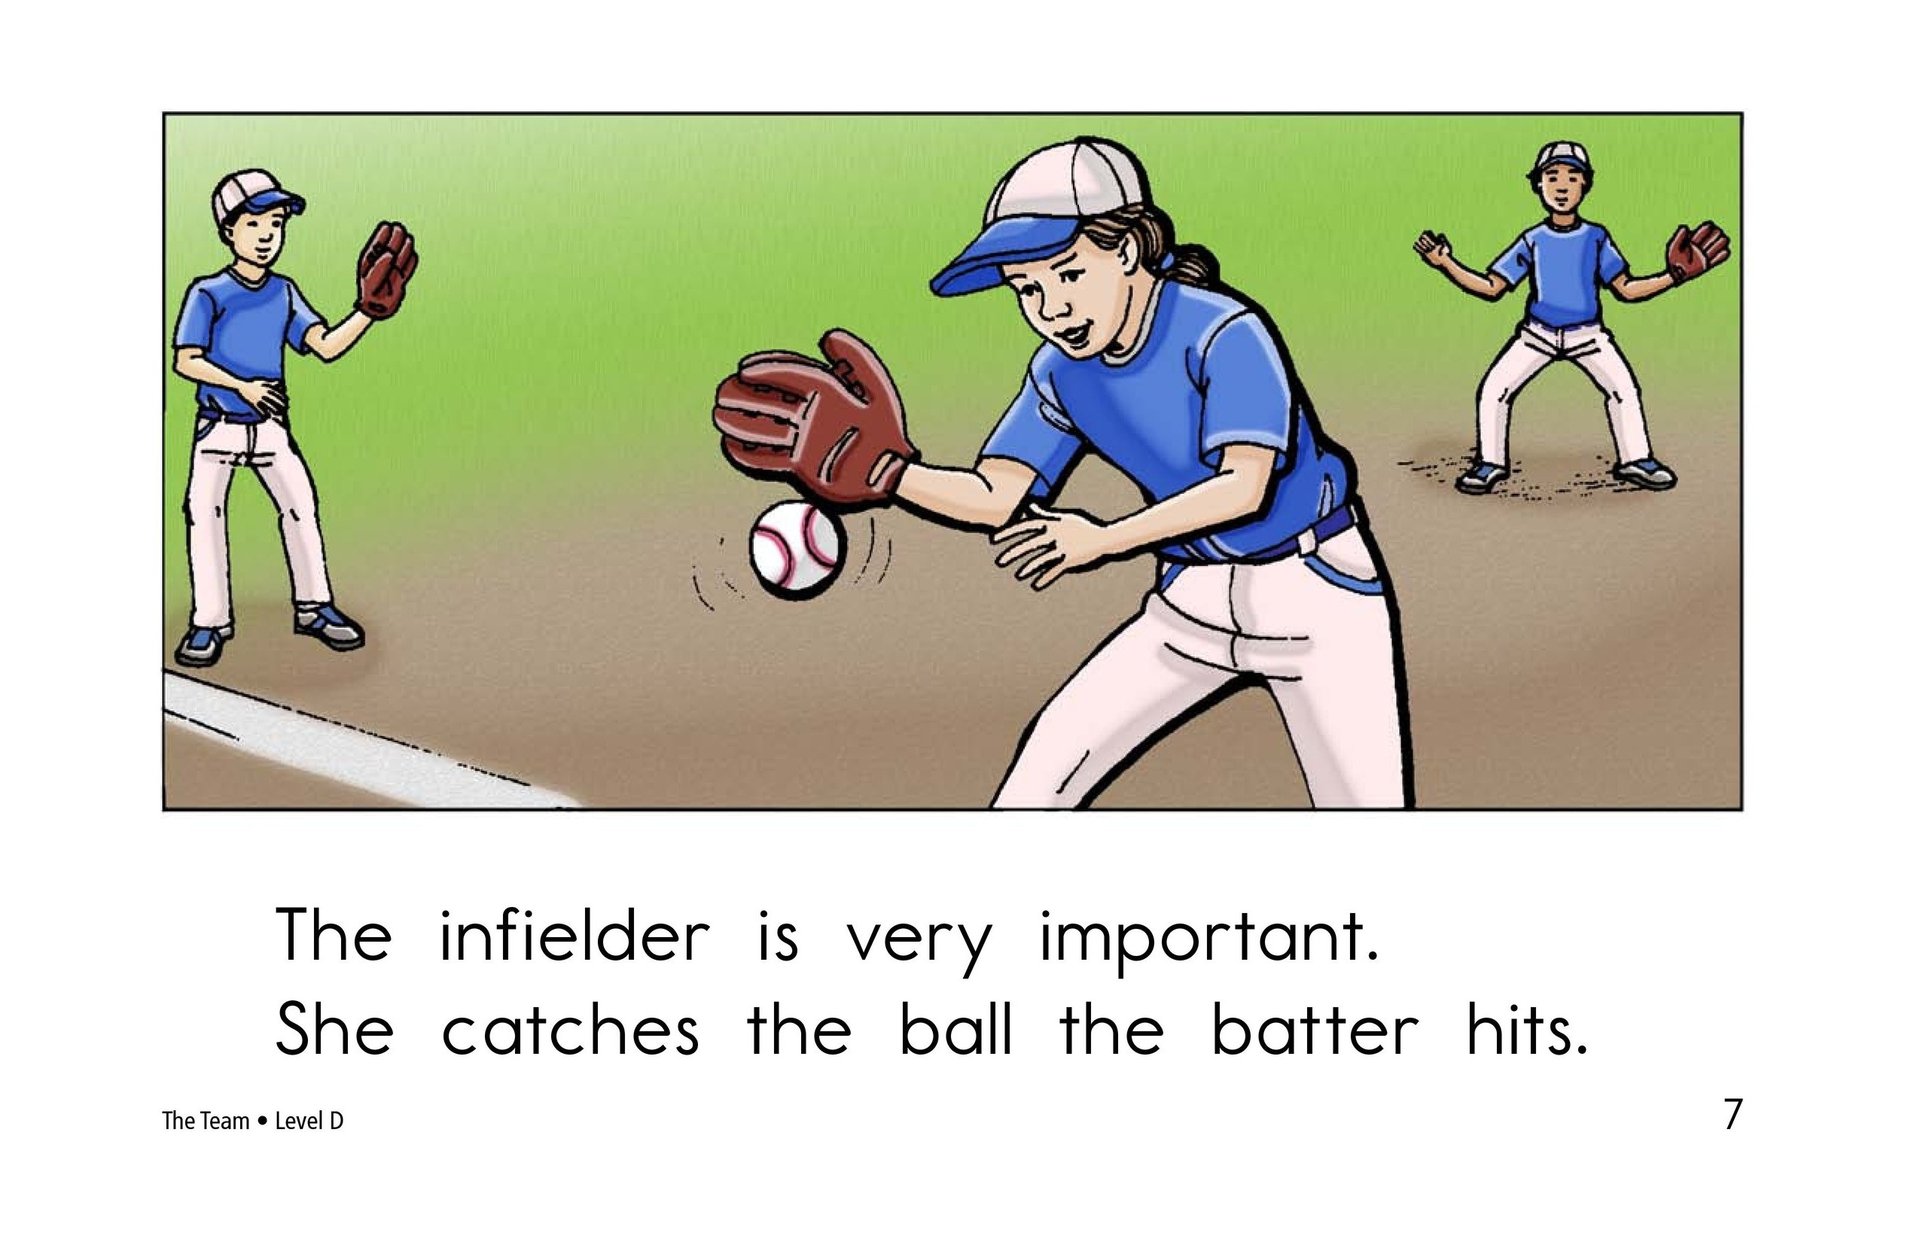 The infielder is very important.
She catches the ball the batter hits.
The Team • Level D
7